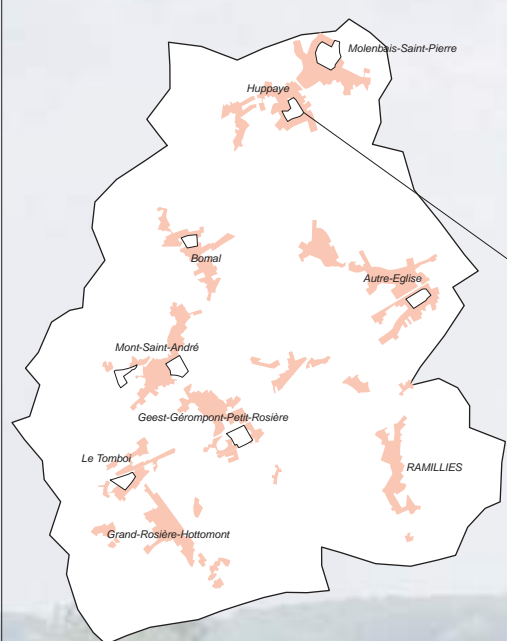 Molenbais-Saint-Pierre
Huppaye
Bomal
Autre-Eglise
Mont-Saint-André
Geest-Gérompont-Petit-Rosière
Le Tomboi
RAMILLIES
Grand-Rosière-Hottomont